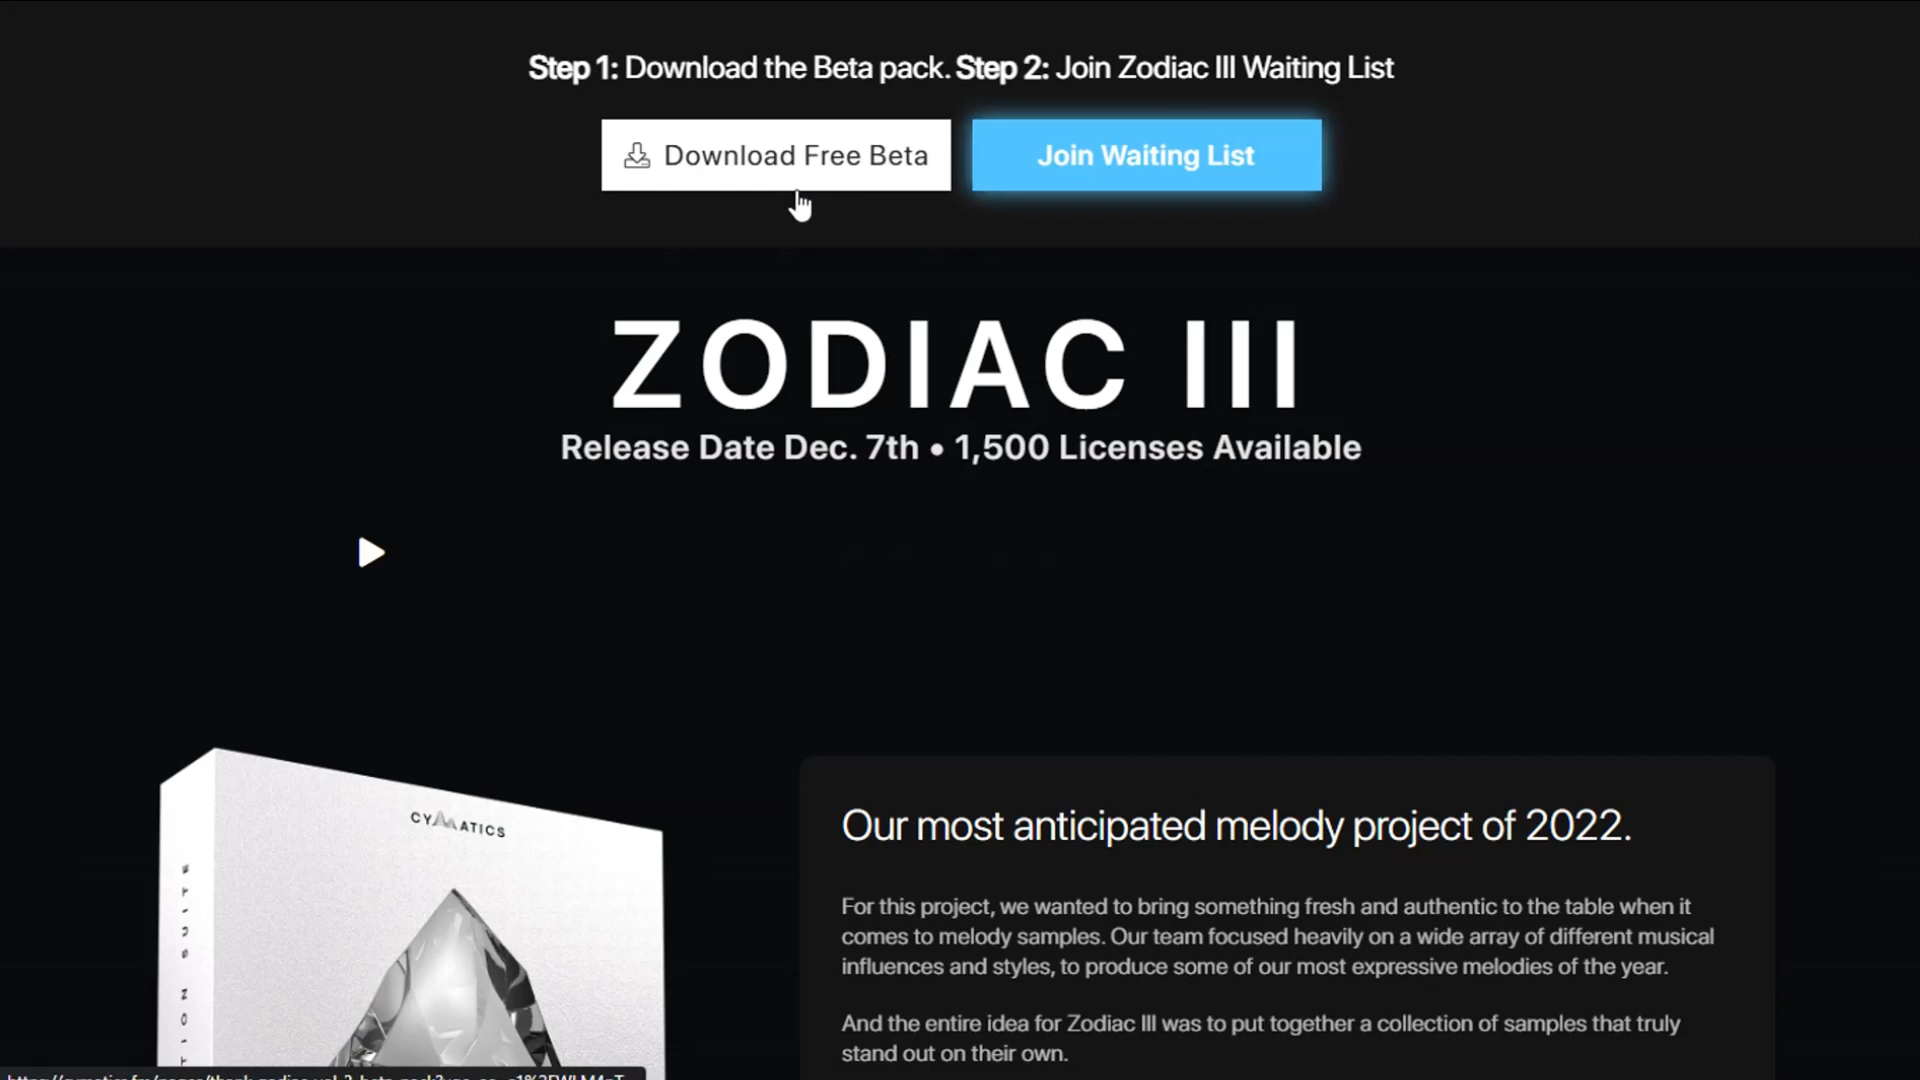 Step 1: Download the Beta pack. Step 2: Join Zodiac III Waiting List
Download Free Beta
Join Waiting List
ZODIAC III
Release Date Dec. 7th • 1,500 Licenses Available
CYMATICS
Our most anticipated melody project of 2022.
For this project, we wanted to bring something fresh and authentic to the table when it
comes to melody samples. Our team focused heavily on a wide array of different musical
influences and styles, to produce some of our most expressive melodies of the year.
And the entire idea for Zodiac III was to put together a collection of samples that truly
stand out on their own.